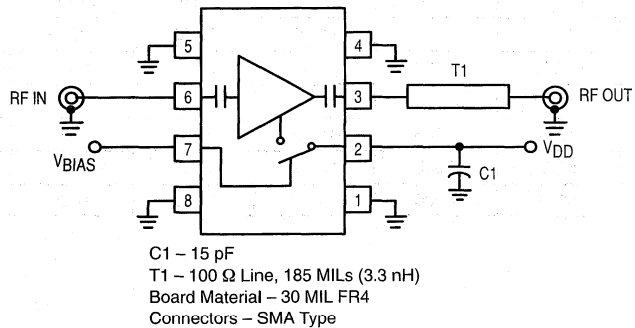 5
4
T1
RF IN
6
3
RF OUT
VBIAS
7
2
VDD
C1
8
1
C1 – 15 pF
T1 – 100 Ω Line, 185 MILs (3.3 nH)
Board Material – 30 MIL FR4
Connectors – SMA Type